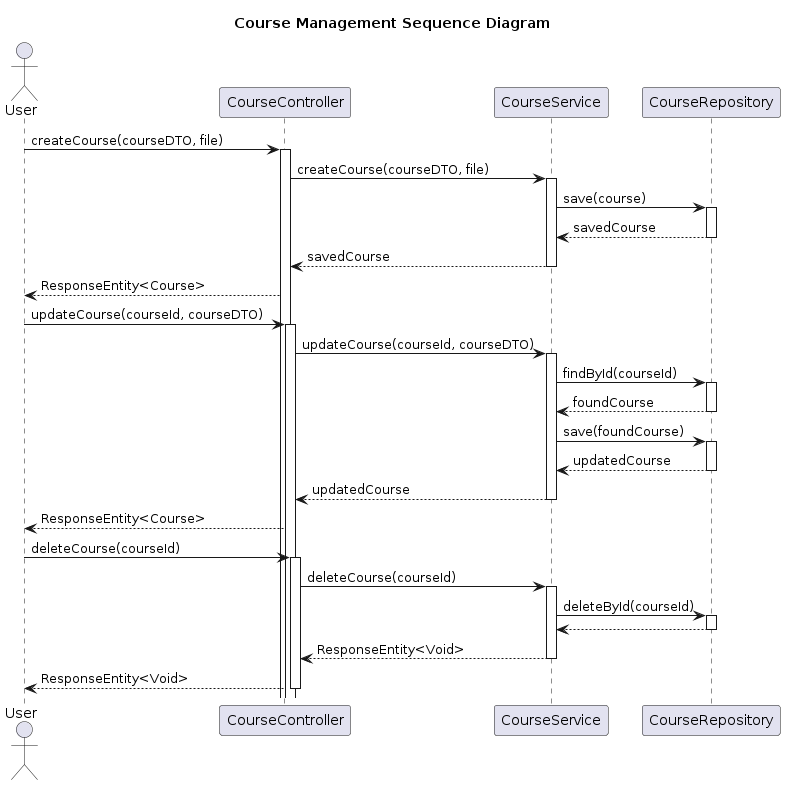 Course Management Sequence Diagram
User
CourseController
CourseService
CourseRepository
createCourse(courseDTO, file)
createCourse(courseDTO, file)
save(course)
savedCourse
savedCourse
ResponseEntity<Course>
updateCourse(courseId, courseDTO)
updateCourse(courseId, courseDTO)
findById(courseId)
foundCourse
save(foundCourse)
updatedCourse
updatedCourse
ResponseEntity<Course>
deleteCourse(courseId)
deleteCourse(courseId)
deleteById(courseId)
ResponseEntity<Void>
ResponseEntity<Void>
User
CourseController
CourseService
CourseRepository